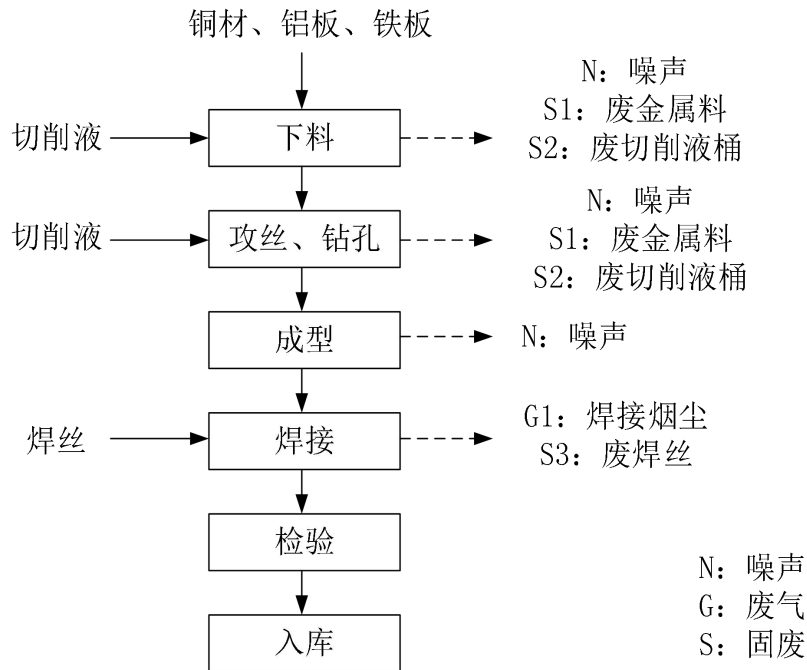 铜材、铝板、铁板
N：噪声
切削液
下料
S1：废金属料
S2：废切削液桶
N：噪声
切削液
攻丝、钻孔
S1：废金属料
S2：废切削液桶
成型
N：噪声
焊丝
焊接
G1：焊接烟尘
S3：废焊丝
检验
入库
N：噪声
G：废气
S：固废